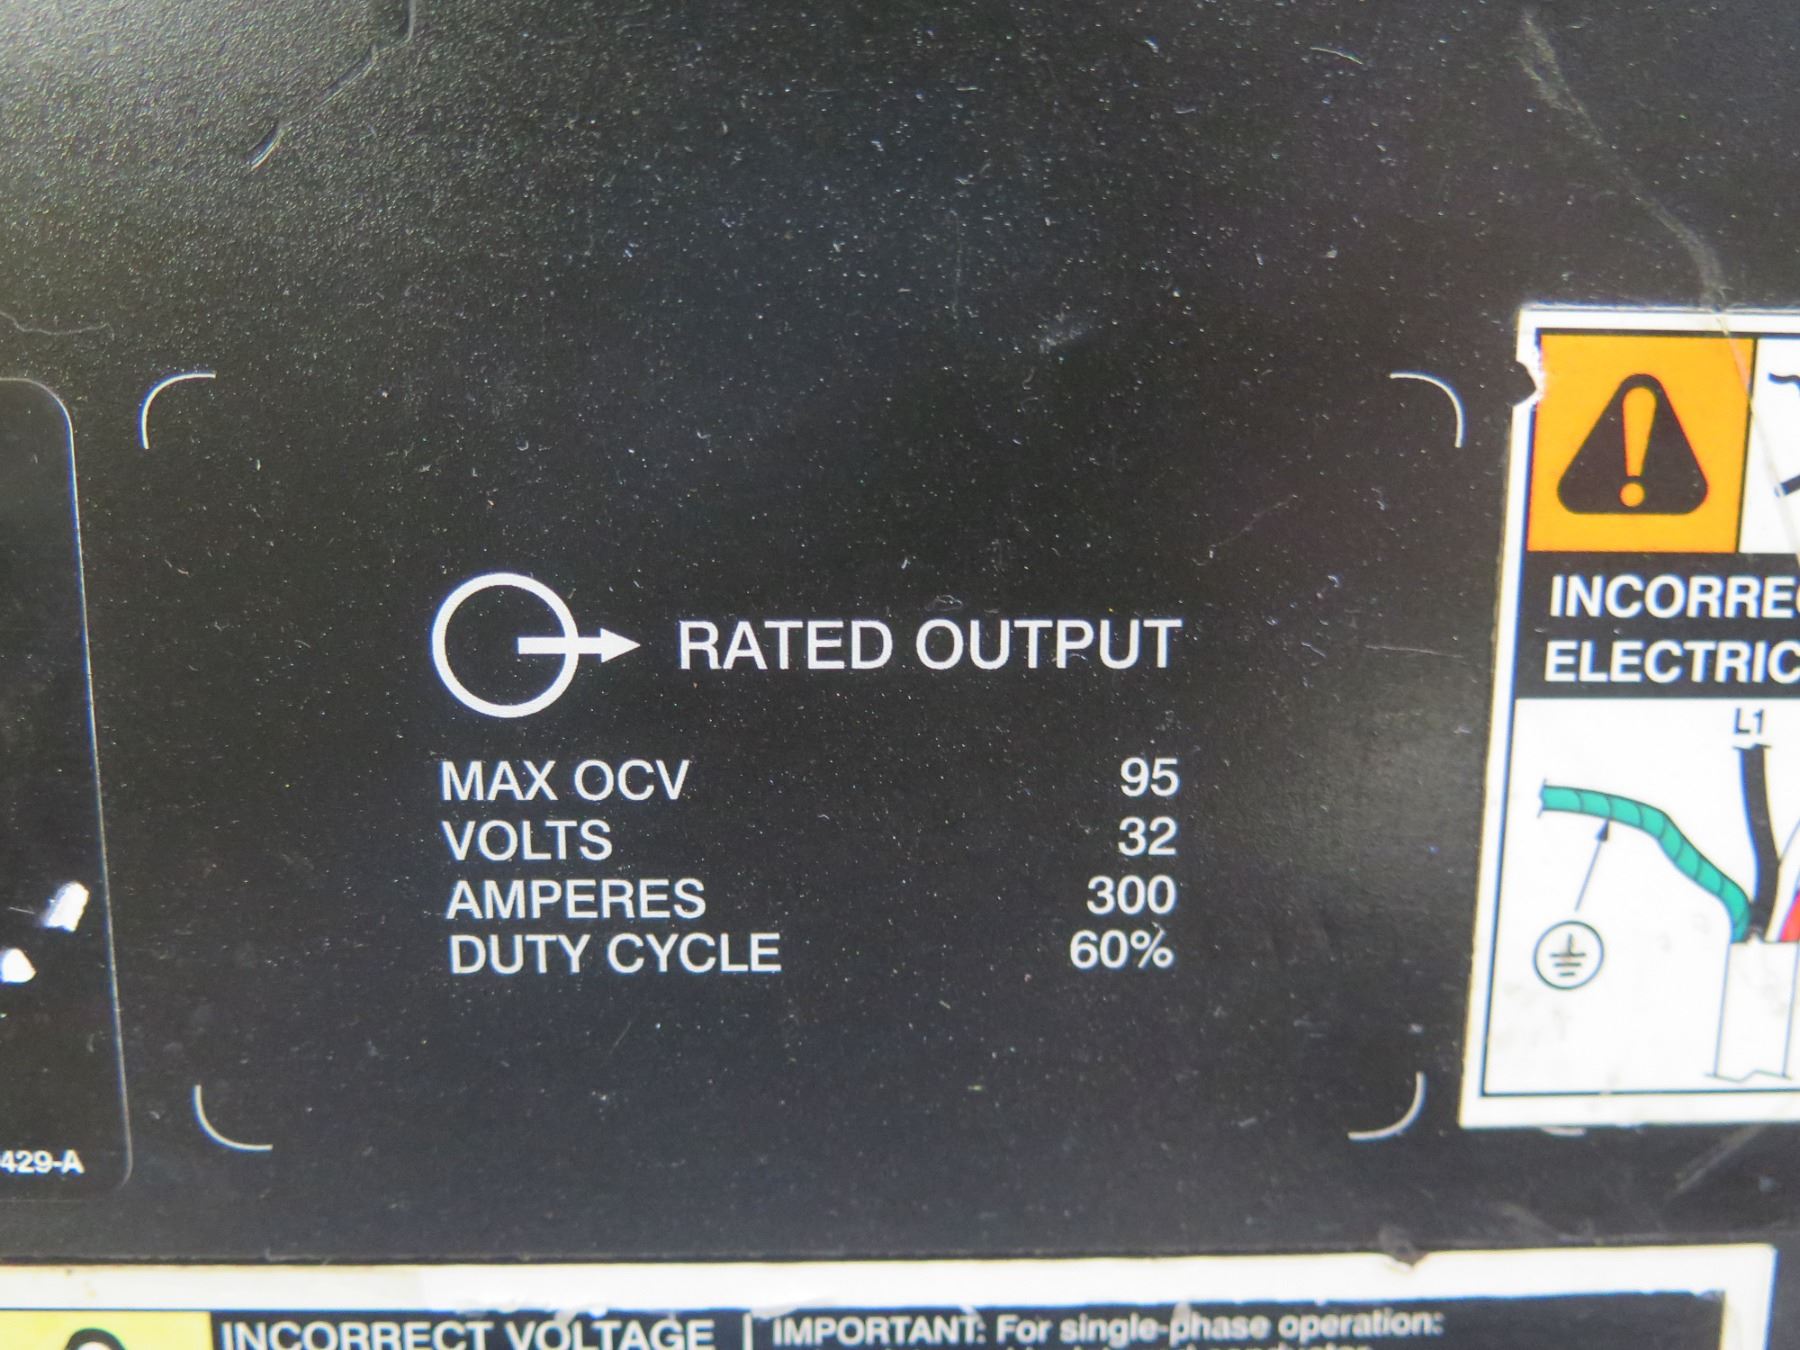 RATED OUTPUT
MAX OCV 95
VOLTS 32
AMPERES 300
DUTY CYCLE 60%
INCORREC
ELECTRIC
L1
429-A
INCORRECT VOLTAGE
IMPORTANT: For single-phase operation: